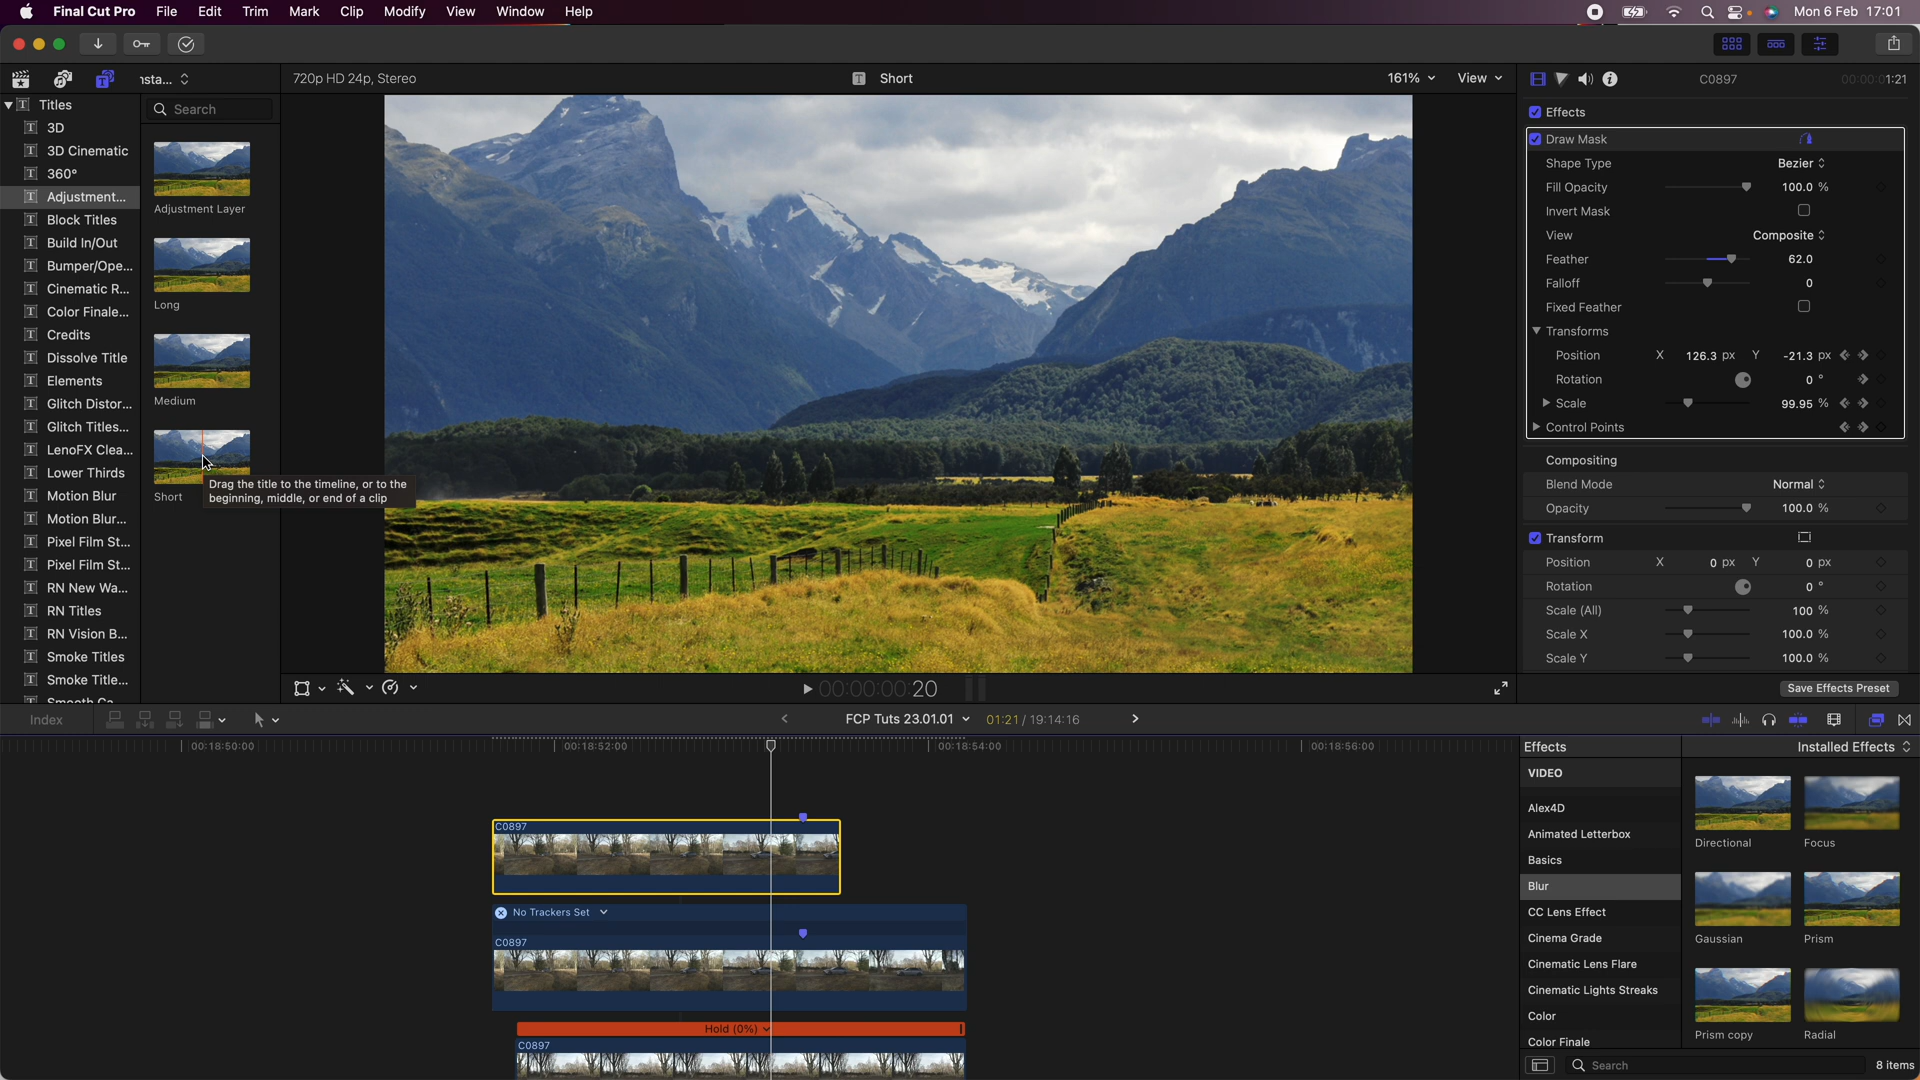 Final Cut Pro File Edit Trim Mark Clip Modify View Window Help
Mon 6 Feb 17:01
nsta...
720p HD 24p, Stereo
Short
161%
View
C0897
00:00:01:21
Titles
3D
3D Cinematic
360°
Adjustment...
Block Titles
Build In/Out
Bumper/Ope...
Cinematic R...
Color Finale...
Credits
Dissolve Title
Elements
Glitch Distor...
Glitch Titles...
LenoFX Clea...
Lower Thirds
Motion Blur
Motion Blur...
Pixel Film St...
Pixel Film St...
RN New Wa...
RN Titles
RN Vision B...
Smoke Titles
Smoke Title...
Search
Adjustment Layer
Long
Medium
Short
Drag the title to the timeline, or to the
beginning, middle, or end of a clip
Effects
Draw Mask
Shape Type Bezier
Fill Opacity 100.0 %
Invert Mask
View Composite
Feather 62.0
Falloff 0
Fixed Feather
Transforms
Position X 126.3 px Y -21.3 px
Rotation 0 °
Scale 99.95 %
Control Points
Compositing
Blend Mode Normal
Opacity 100.0 %
Transform
Position X 0 px Y 0 px
Rotation 0 °
Scale (All) 100 %
Scale X 100.0 %
Scale Y 100.0 %
Save Effects Preset
00:00:00:20
Index
FCP Tuts 23.01.01
01:21 / 19:14:16
00:18:50:00
00:18:52:00
00:18:54:00
00:18:56:00
C0897
No Trackers Set
C0897
Hold (0%)
C0897
Effects
Installed Effects
VIDEO
Alex4D
Animated Letterbox
Basics
Blur
CC Lens Effect
Cinema Grade
Cinematic Lens Flare
Cinematic Lights Streaks
Color
Color Finale
Directional
Focus
Gaussian
Prism
Prism copy
Radial
Search
8 items